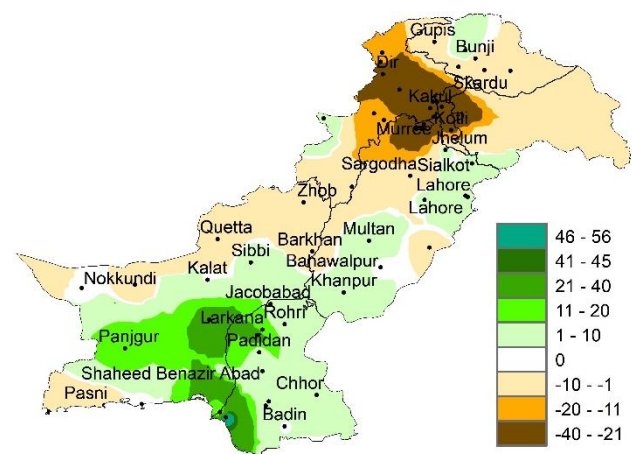 Gupis
Bunji
Dir
Skardu
Kakul
Kotli
Murree
Jhelum
Sargodha
Sialkot
Lahore
Lahore
Zhob
Quetta
Multan
Sibbi
Barkhan
Bahawalpur
Nokkundi
Kalat
Khanpur
Jacobabad
Larkana
Rohri
Panjgur
Padidan
Shaheed Benazir Abad
Pasni
Chhor
Badin
46 - 56
41 - 45
21 - 40
11 - 20
1 - 10
0
-10 - -1
-20 - -11
-40 - -21